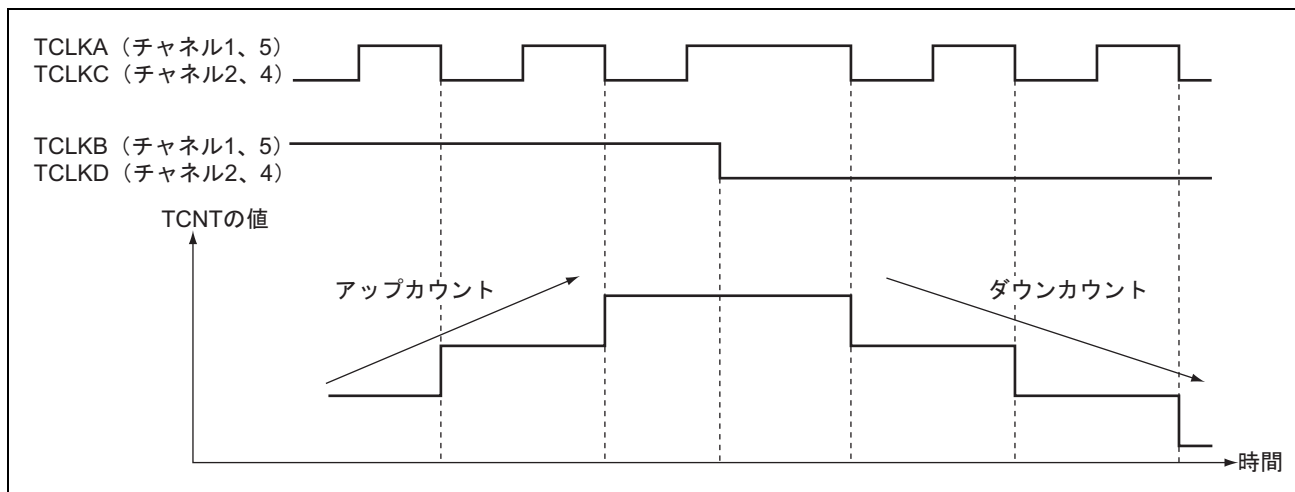 TCLKA（チャネル1、5）
TCLKC（チャネル2、4）
TCLKB（チャネル1、5）
TCLKD（チャネル2、4）
TCNTの値
アップカウント
ダウンカウント
時間